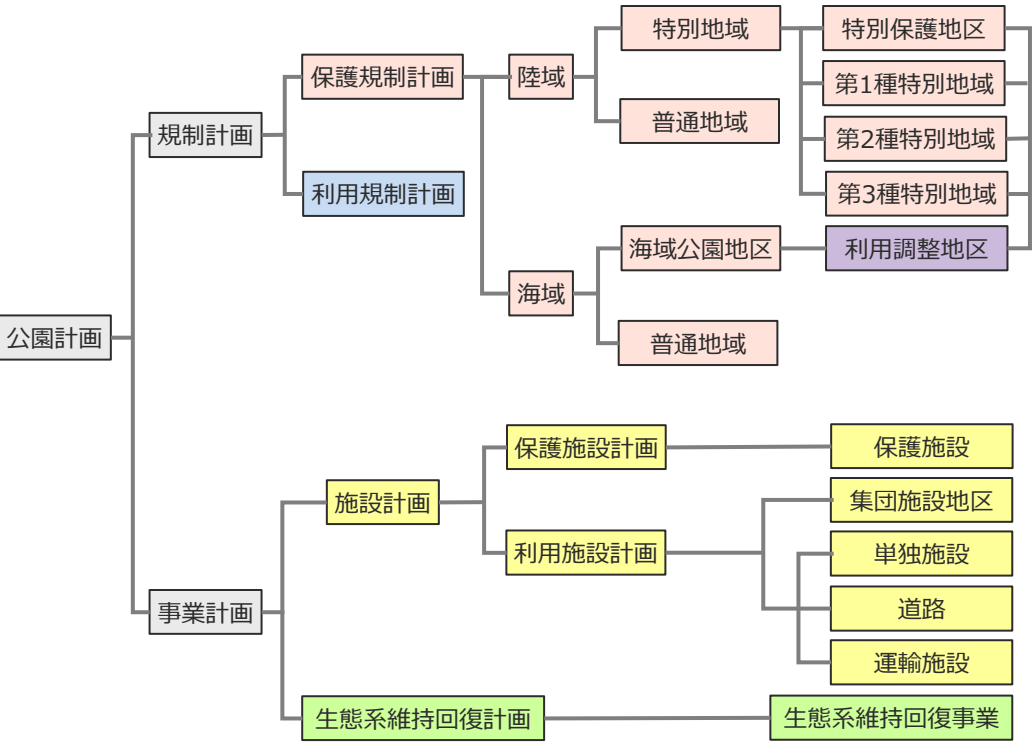 公園計画
規制計画
保護規制計画
陸域
特別地域
特別保護地区
第1種特別地域
第2種特別地域
第3種特別地域
普通地域
海域
海域公園地区
利用調整地区
普通地域
利用規制計画
事業計画
施設計画
保護施設計画
保護施設
利用施設計画
集団施設地区
単独施設
道路
運輸施設
生態系維持回復計画
生態系維持回復事業